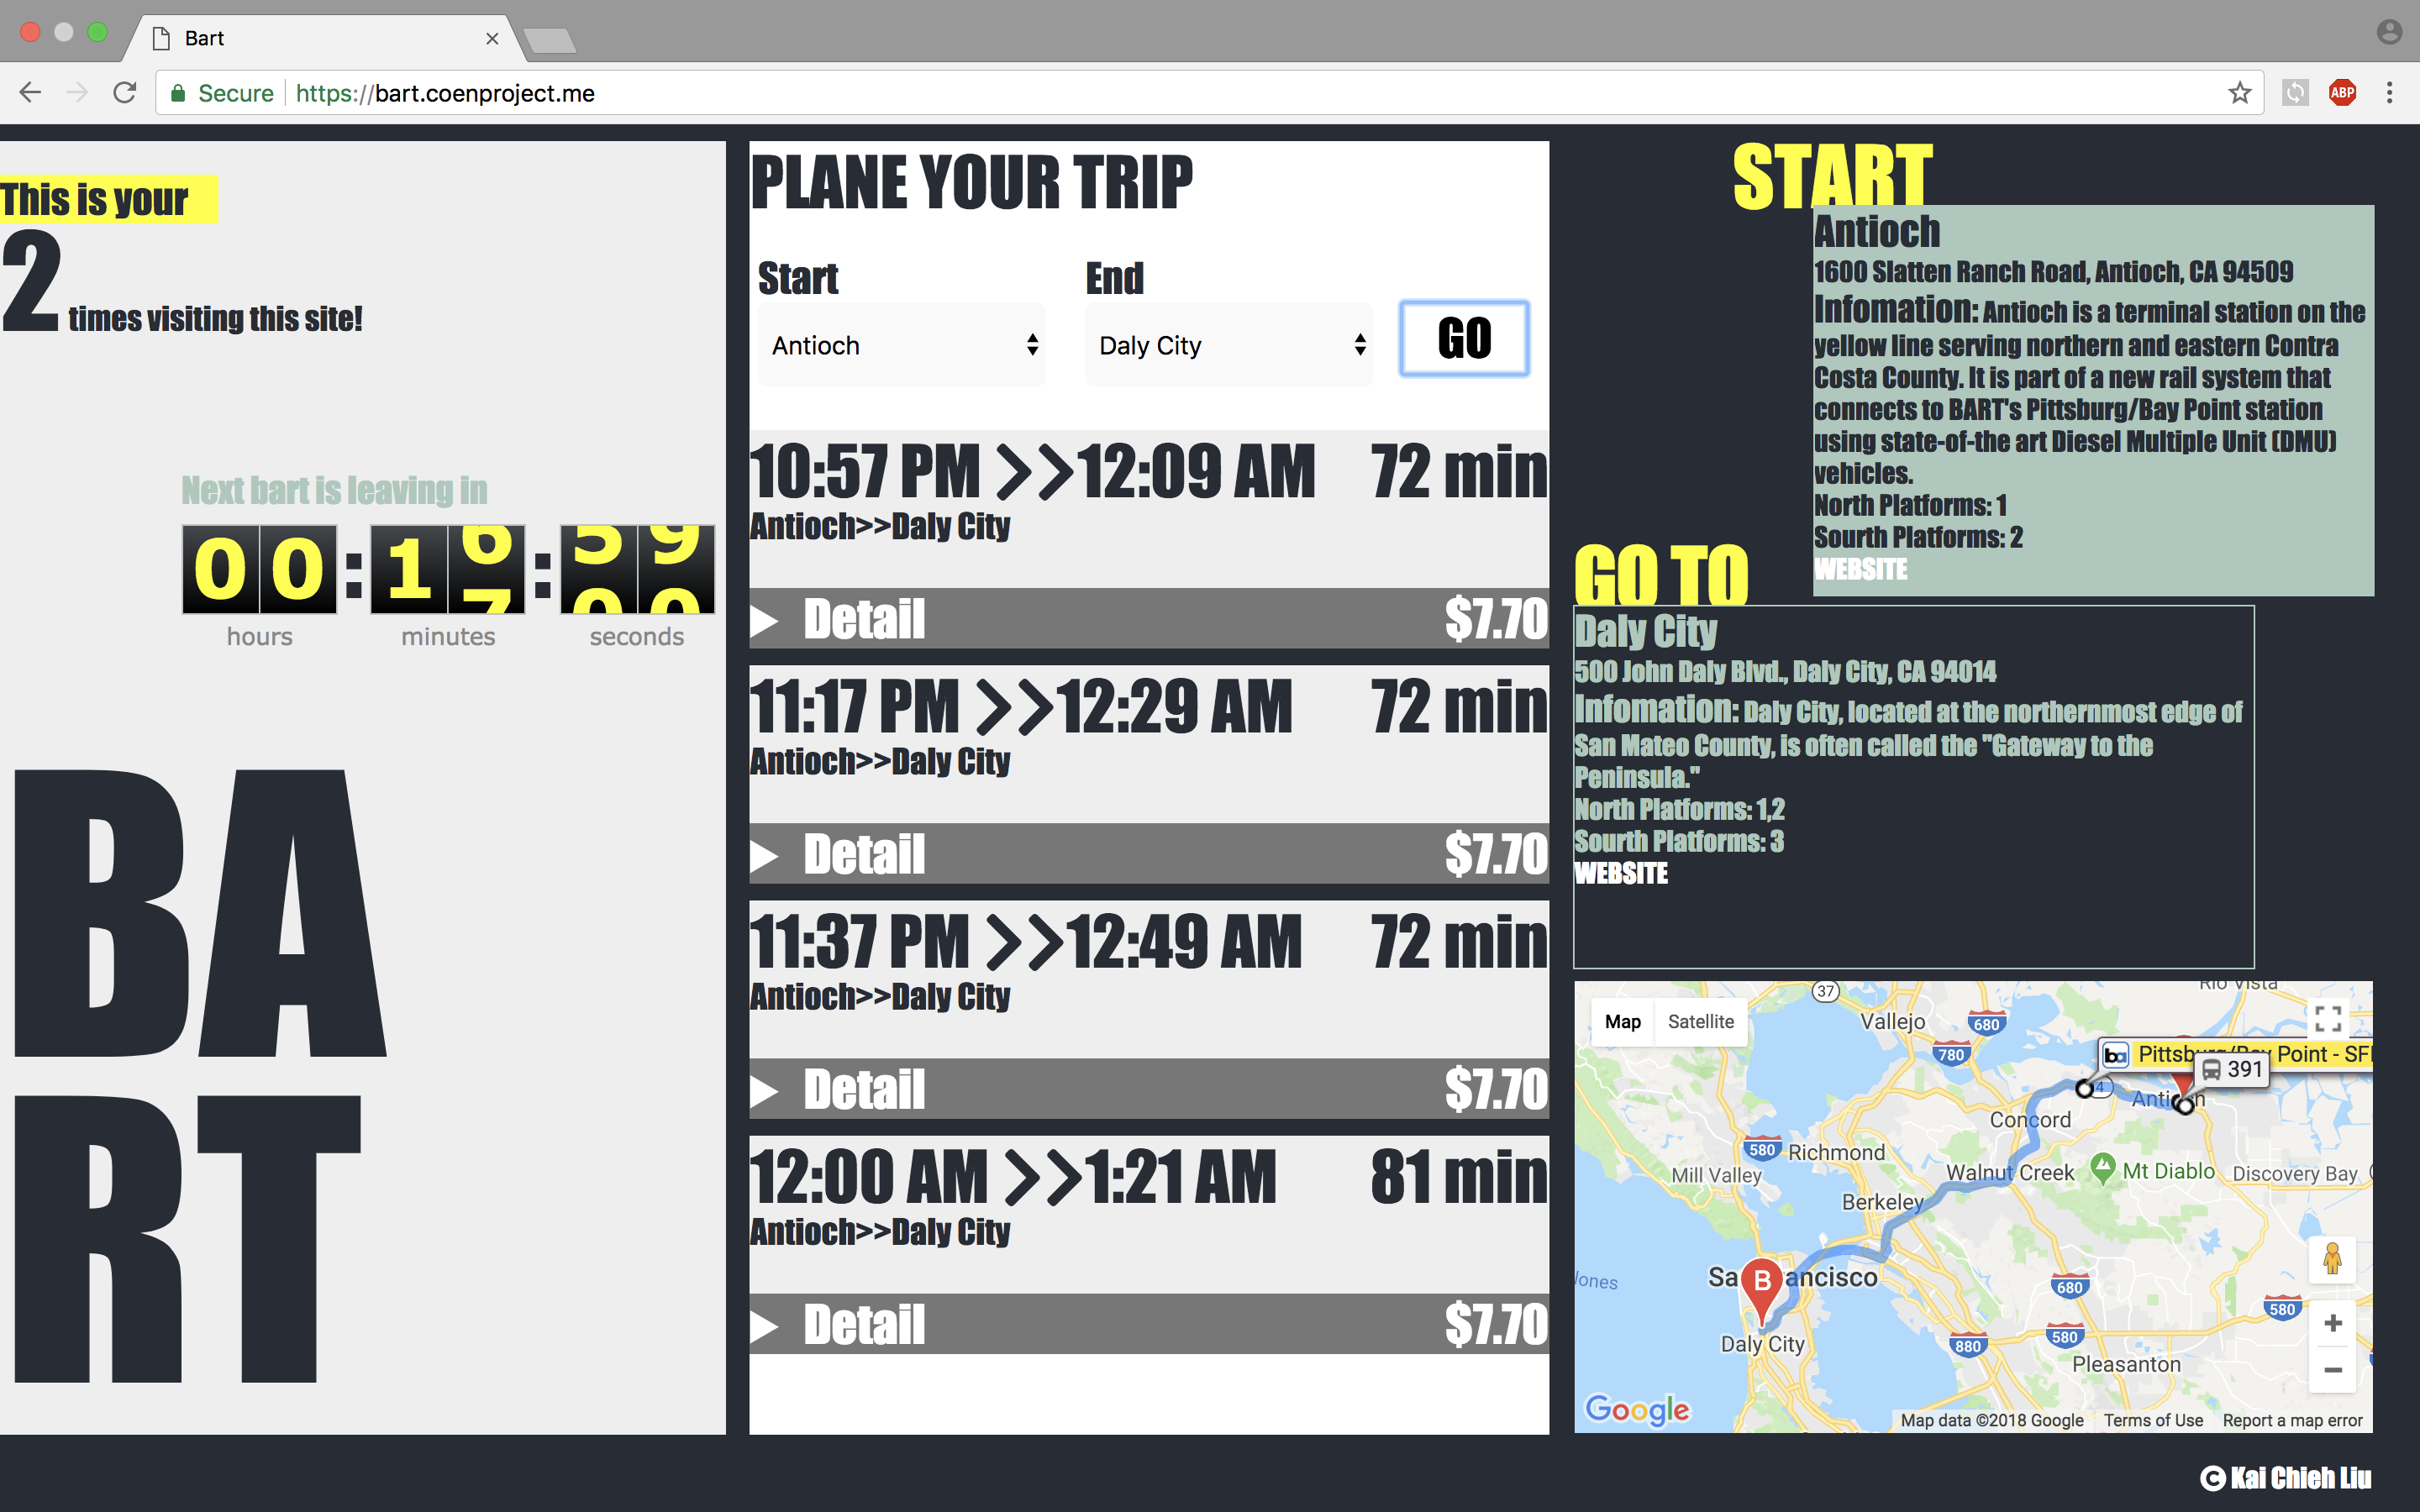 Bart
Secure https://bart.coenproject.me
ABP
This is your
2 times visiting this site!
Next bart is leaving in
00:16:59
7 00
hours minutes seconds
BA
RT
PLANE YOUR TRIP
Start End
Antioch Daly City GO
10:57 PM >>12:09 AM 72 min
Antioch>>Daly City
Detail $7.70
11:17 PM >>12:29 AM 72 min
Antioch>>Daly City
Detail $7.70
11:37 PM >>12:49 AM 72 min
Antioch>>Daly City
Detail $7.70
12:00 AM >>1:21 AM 81 min
Antioch>>Daly City
Detail $7.70
START
Antioch
1600 Slatten Ranch Road, Antioch, CA 94509
Infomation: Antioch is a terminal station on the
yellow line serving northern and eastern Contra
Costa County. It is part of a new rail system that
connects to BART's Pittsburg/Bay Point station
using state-of-the art Diesel Multiple Unit (DMU)
vehicles.
North Platforms: 1
Sourth Platforms: 2
WEBSITE
GO TO
Daly City
500 John Daly Blvd., Daly City, CA 94014
Infomation: Daly City, located at the northernmost edge of
San Mateo County, is often called the "Gateway to the
Peninsula."
North Platforms: 1,2
Sourth Platforms: 3
WEBSITE
37
Rio Vista
Map Satellite
Vallejo
680
780
ba Pittsburg/Bay Point - SF
391
4
Antioch
Concord
580
Richmond
Mill Valley
Walnut Creek
Mt Diablo
Discovery Bay
Berkeley
San Francisco
B
680
580
Daly City
880
580
Pleasanton
Google
Map data ©2018 Google Terms of Use Report a map error
© Kai Chieh Liu